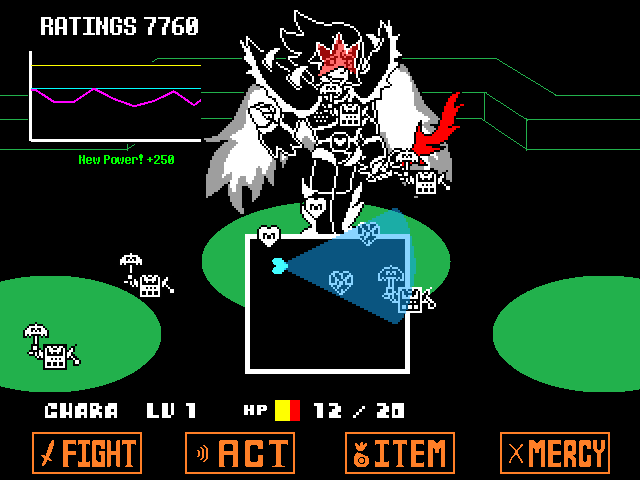 RATINGS 7760
New Power! +250
CHARA LV 1 HP 12 / 20
FIGHT ACT ITEM MERCY